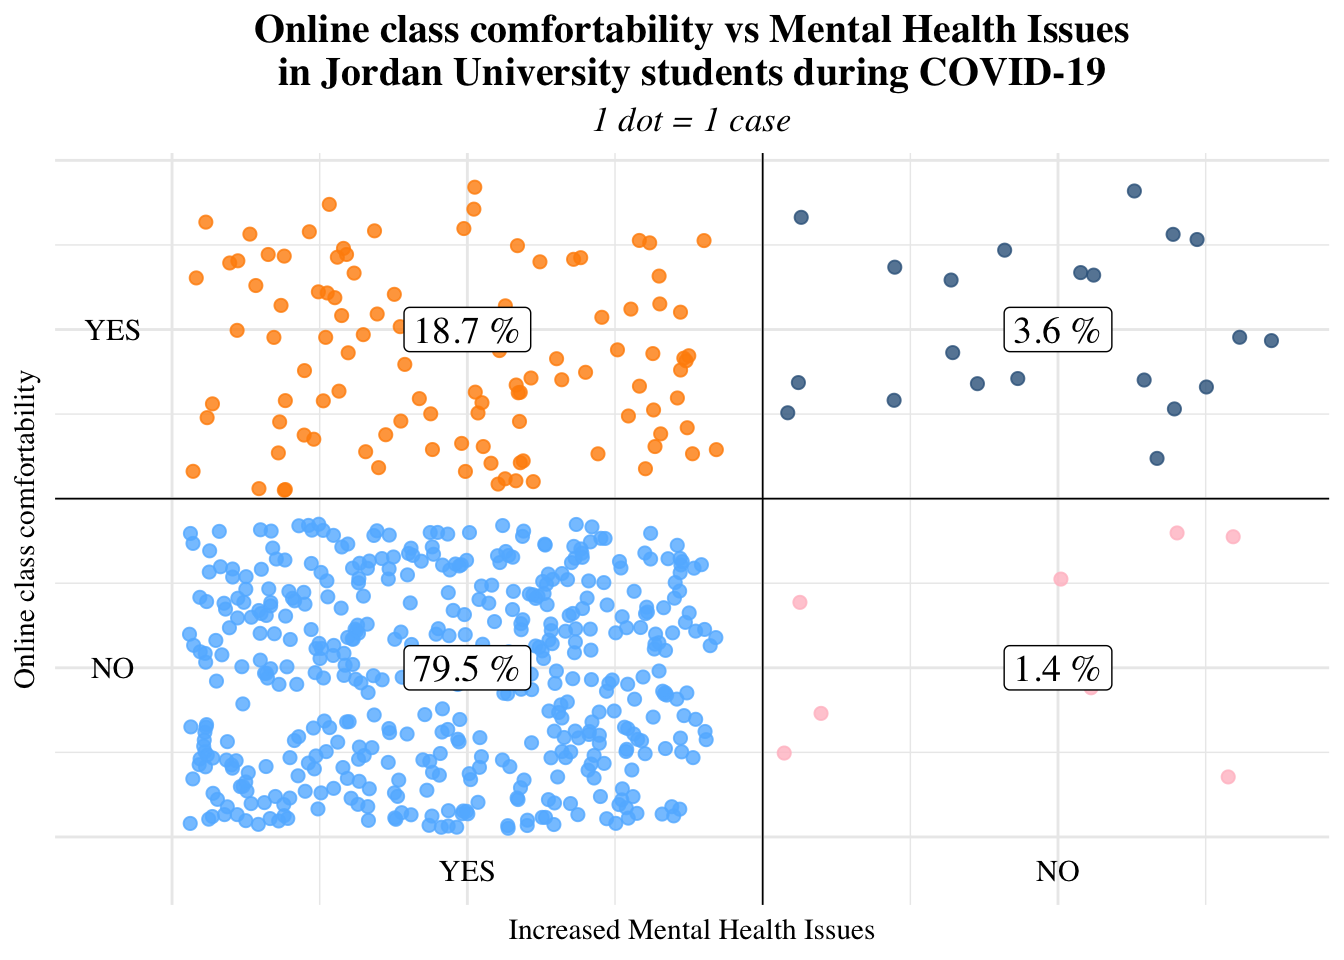 Online class comfortability vs Mental Health Issues
in Jordan University students during COVID-19
1 dot = 1 case
Online class comfortability
YES
18.7 %
3.6 %
NO
79.5 %
1.4 %
YES
NO
Increased Mental Health Issues